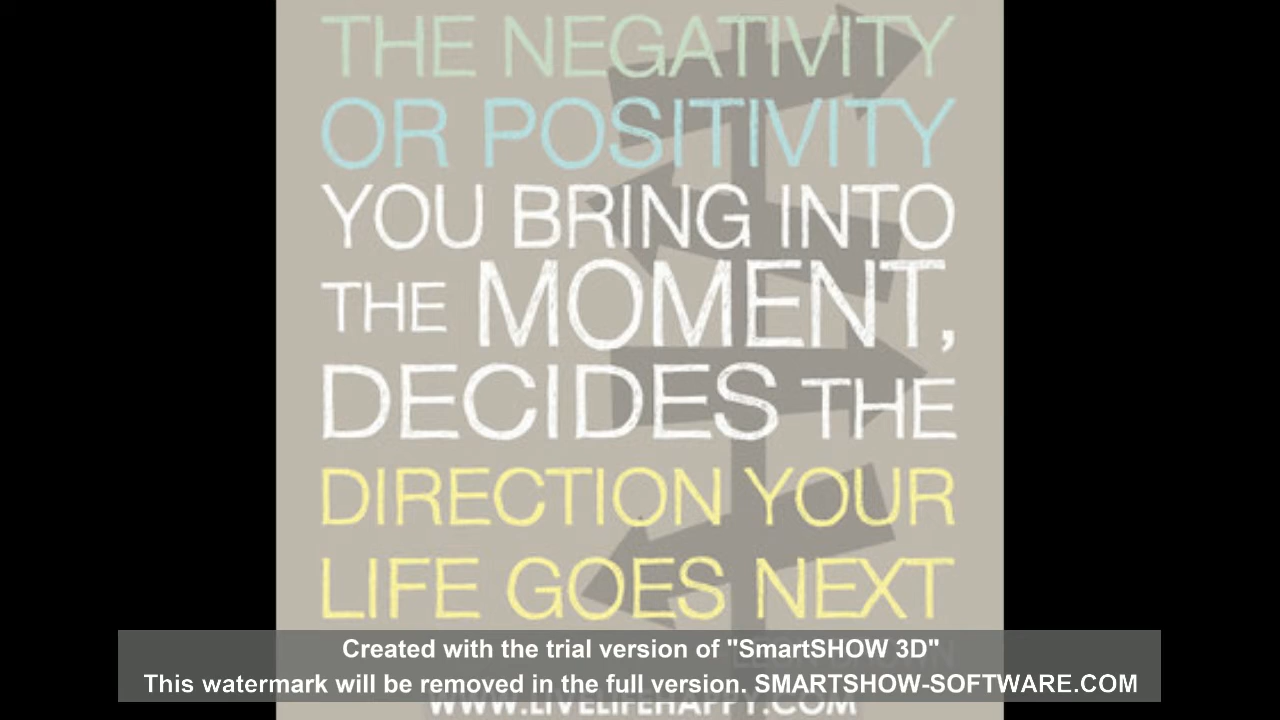 THE NEGATIVITY
OR POSITIVITY
YOU BRING INTO
THE MOMENT,
DECIDES THE
DIRECTION YOUR
LIFE GOES NEXT
Created with the trial version of "SmartSHOW 3D"
This watermark will be removed in the full version. SMARTSHOW-SOFTWARE.COM
WWW.LIVELIFEHAPPY.COM